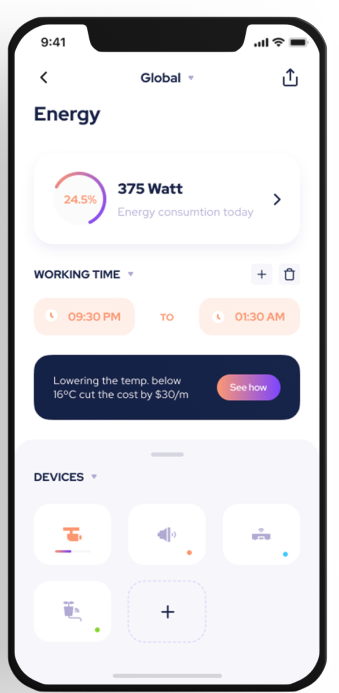 9:41
Global
Energy
24.5%
375 Watt
Energy consumtion today
WORKING TIME
09:30 PM
TO
01:30 AM
Lowering the temp. below
16ºC cut the cost by $30/m
See how
DEVICES